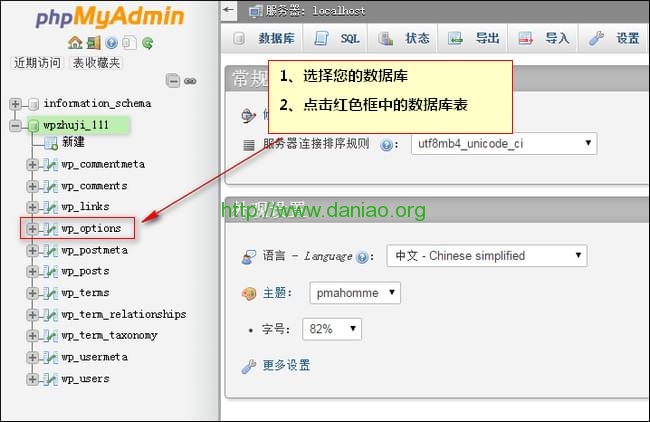 phpMyAdmin
近期访问 表收藏夹
information_schema
wpzhuji_111
新建
wp_commentmeta
wp_comments
wp_links
wp_options
wp_postmeta
wp_posts
wp_terms
wp_term_relationships
wp_term_taxonomy
wp_usermeta
wp_users
服务器: localhost
数据库 SQL 状态 导出 导入 设置
常规
1、选择您的数据库
2、点击红色框中的数据库表
服务器连接排序规则 : utf8mb4_unicode_ci
http://www.daniao.org
外观设置
语言 - Language : 中文 - Chinese simplified
主题: pmahomme
• 字号: 82%
更多设置